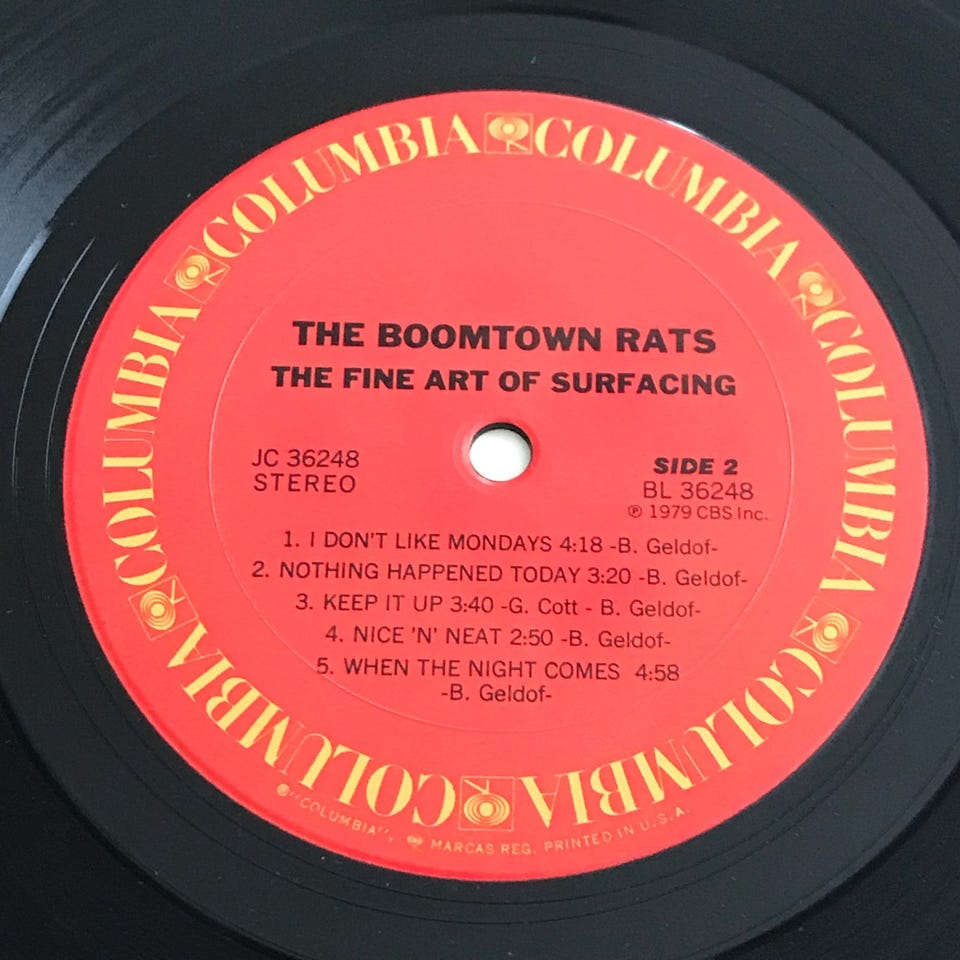 COLUMBIA COLUMBIA COLUMBIA COLUMBIA COLUMBIA COLUMBIA
THE BOOMTOWN RATS
THE FINE ART OF SURFACING
JC 36248
STEREO
SIDE 2
BL 36248
℗ 1979 CBS Inc.
1. I DON'T LIKE MONDAYS 4:18 -B. Geldof-
2. NOTHING HAPPENED TODAY 3:20 -B. Geldof-
3. KEEP IT UP 3:40 -G. Cott - B. Geldof-
4. NICE 'N' NEAT 2:50 -B. Geldof-
5. WHEN THE NIGHT COMES 4:58
-B. Geldof-
®"COLUMBIA", MARCAS REG. PRINTED IN U.S.A.